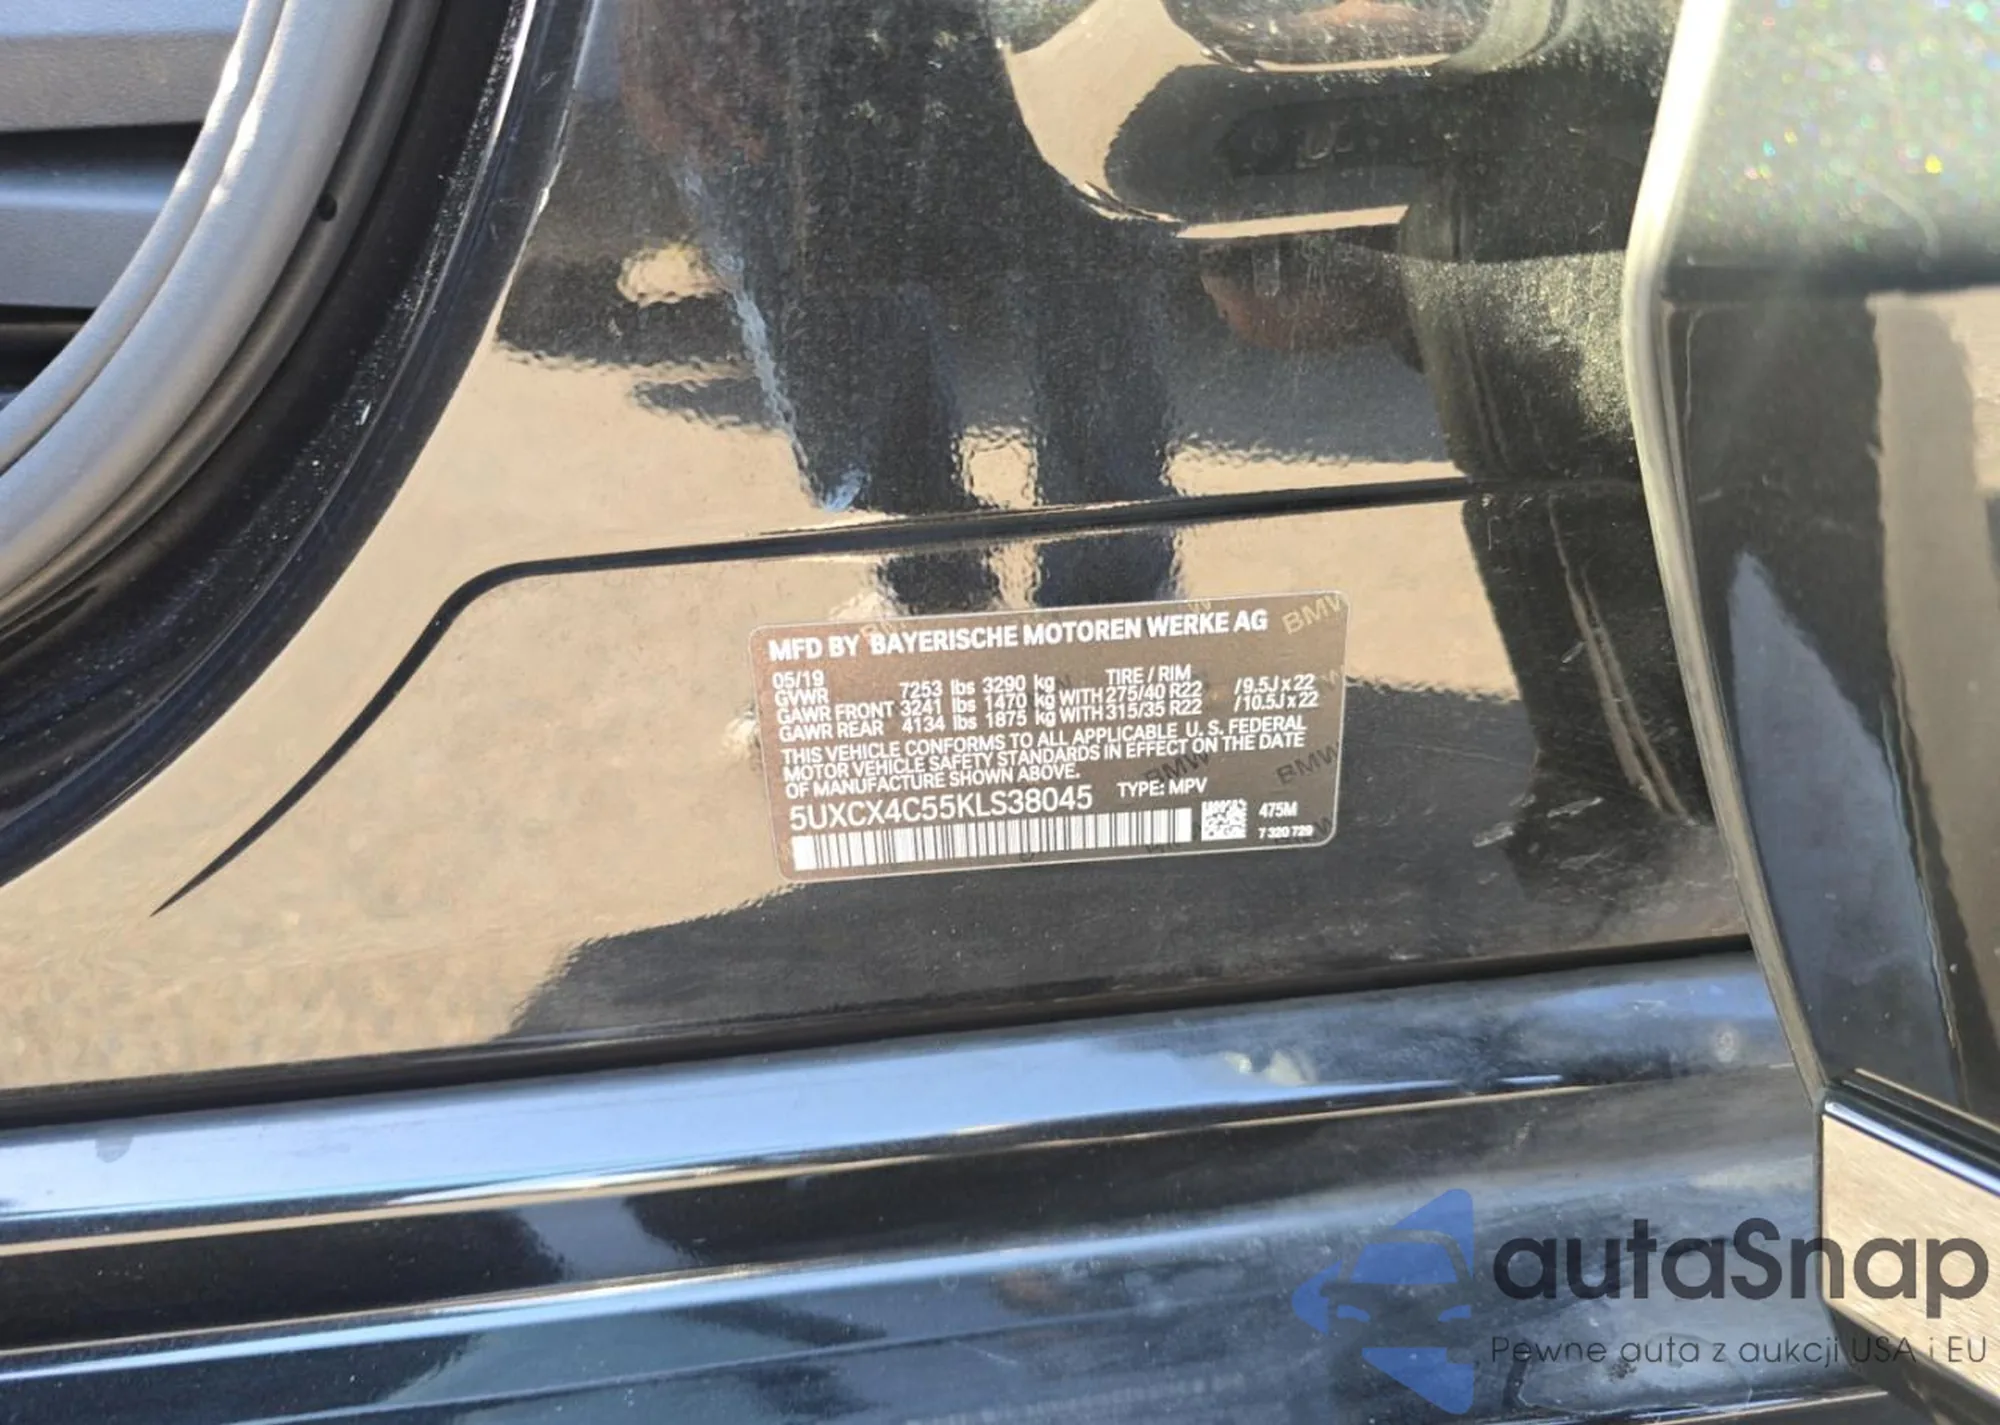 MFD BY BAYERISCHE MOTOREN WERKE AG
BMW
05/19 TIRE / RIM
GVWR 7253 lbs 3290 kg
GAWR FRONT 3241 lbs 1470 kg WITH 275/40 R22 / 9.5J x 22
GAWR REAR 4134 lbs 1875 kg WITH 315/35 R22 / 10.5J x 22
THIS VEHICLE CONFORMS TO ALL APPLICABLE U. S. FEDERAL
MOTOR VEHICLE SAFETY STANDARDS IN EFFECT ON THE DATE
OF MANUFACTURE SHOWN ABOVE.
BMW
BMW
5UXCX4C55KLS38045 TYPE: MPV
475M
7 320 729
autaSnap
Pewne auta z aukcji USA i EU